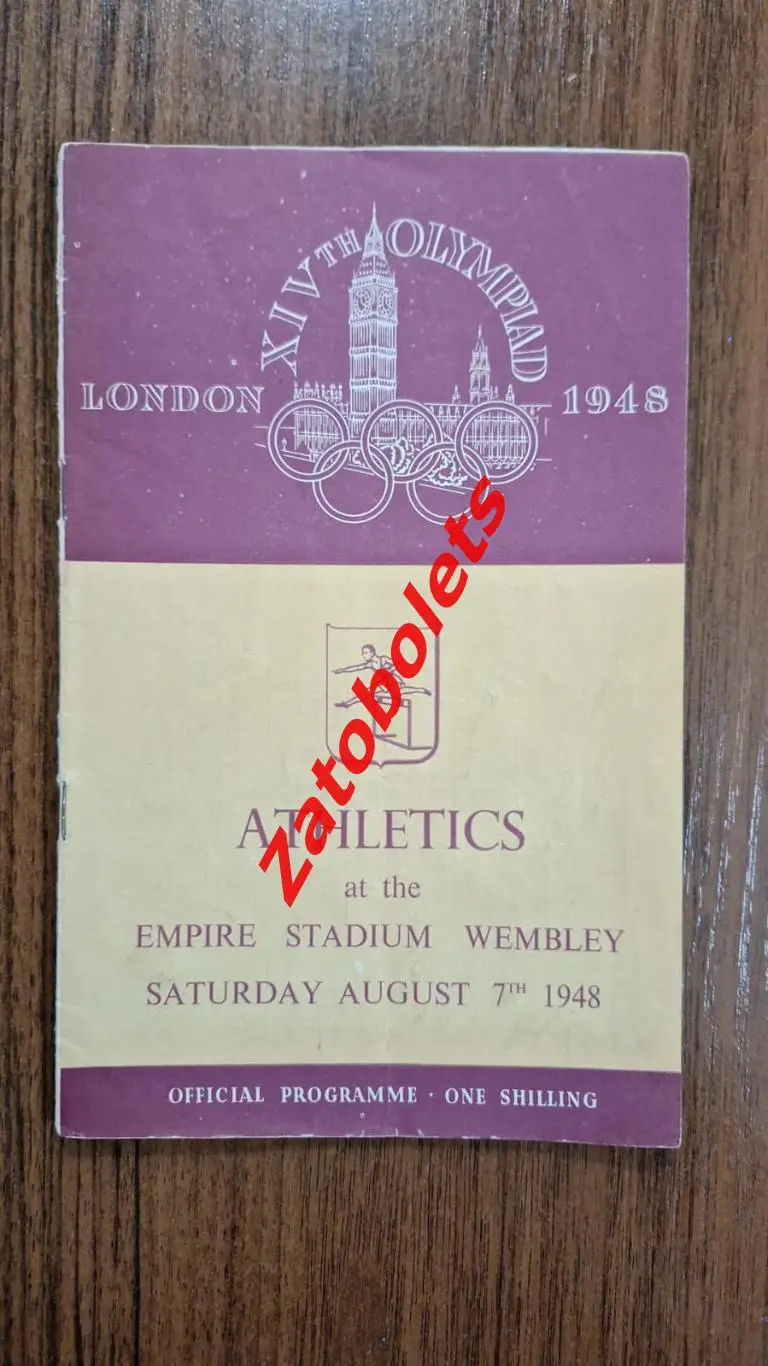 XIVTH OLYMPIAD
LONDON 1948
Zatobolets
ATHLETICS
at the
EMPIRE STADIUM WEMBLEY
SATURDAY AUGUST 7TH 1948
OFFICIAL PROGRAMME · ONE SHILLING